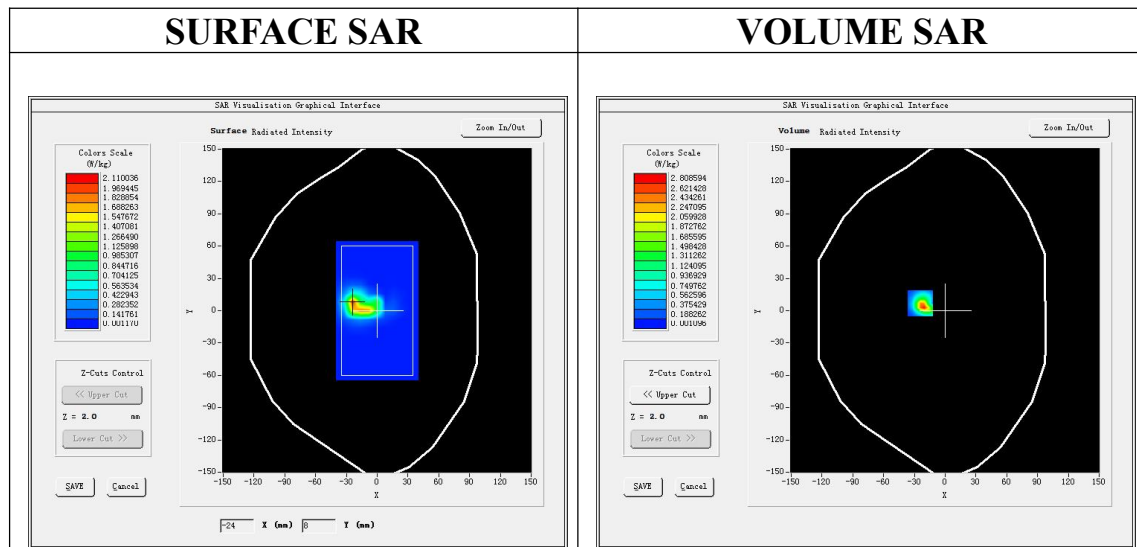 SURFACE SAR
VOLUME SAR
SAR Visualisation Graphical Interface
Surface Radiated Intensity
Zoom In/Out
Colors Scale
(W/kg)
2.110036
1.969445
1.828854
1.688263
1.547672
1.407081
1.266490
1.125898
0.985307
0.844716
0.704125
0.563534
0.422943
0.282352
0.141761
0.001170
150
120
90
60
30
0
-30
-60
-90
-120
-150
Y
-150 -120 -90 -60 -30 0 30 60 90 120 150
X
Z-Cuts Control
<< Upper Cut
Z = 2.0 mm
Lower Cut >>
SAVE Cancel
-24 X (mm) 8 Y (mm)
SAR Visualisation Graphical Interface
Volume Radiated Intensity
Zoom In/Out
Colors Scale
(W/kg)
2.808594
2.621428
2.434261
2.247095
2.059928
1.872762
1.685595
1.498428
1.311262
1.124095
0.936929
0.749762
0.562596
0.375429
0.188262
0.001096
150
120
90
60
30
0
-30
-60
-90
-120
-150
Y
-150 -120 -90 -60 -30 0 30 60 90 120 150
X
Z-Cuts Control
<< Upper Cut
Z = 2.0 mm
Lower Cut >>
SAVE Cancel